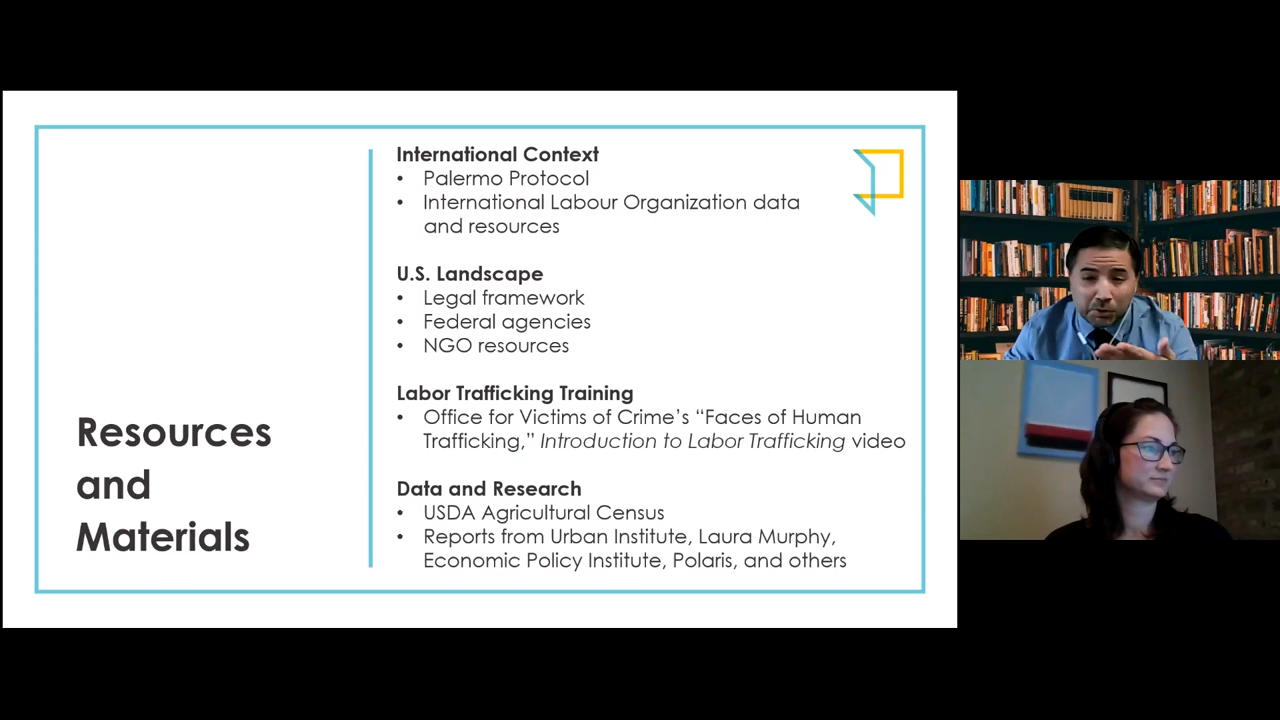 Resources
and
Materials
International Context
• Palermo Protocol
• International Labour Organization data
and resources
U.S. Landscape
• Legal framework
• Federal agencies
• NGO resources
Labor Trafficking Training
• Office for Victims of Crime’s “Faces of Human
Trafficking,” Introduction to Labor Trafficking video
Data and Research
• USDA Agricultural Census
• Reports from Urban Institute, Laura Murphy,
Economic Policy Institute, Polaris, and others